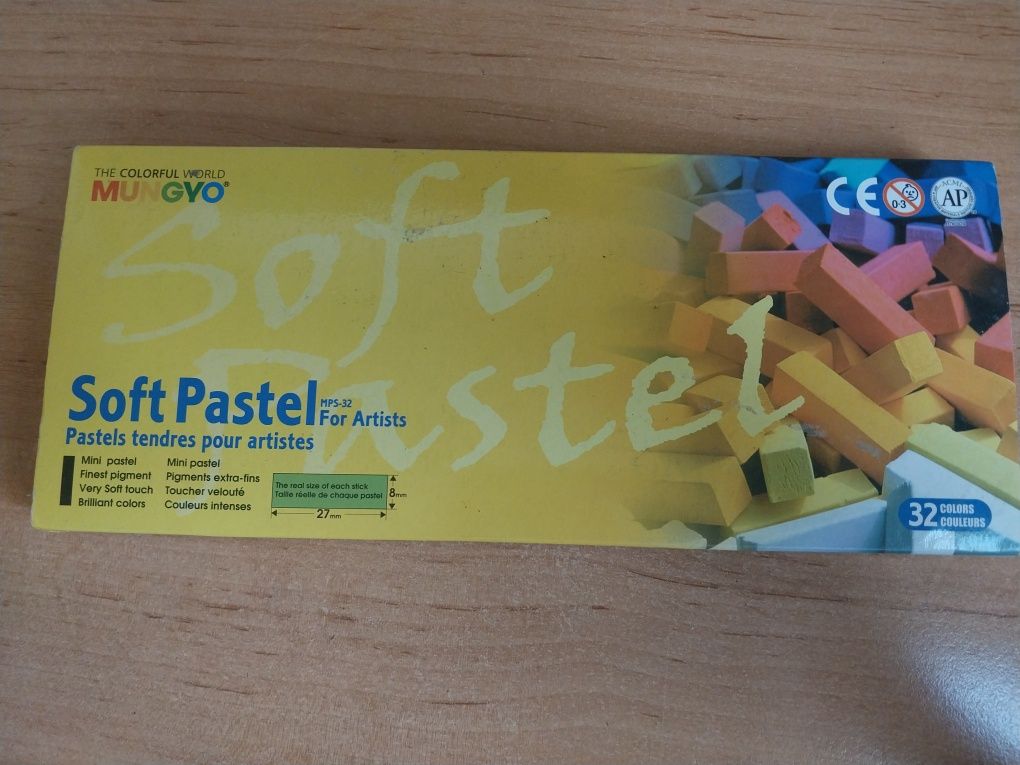 THE COLORFUL WORLD
MUNGYO®
Soft
Pastel
CE
0-3
ACMI
AP
Soft Pastel MPS-32 For Artists
Pastels tendres pour artistes
Mini pastel Mini pastel
Finest pigment Pigments extra-fins
Very Soft touch Toucher velouté
Brilliant colors Couleurs intenses
The real size of each stick
Taille réelle de chaque pastel
8mm
27mm
32 COLORS
COULEURS